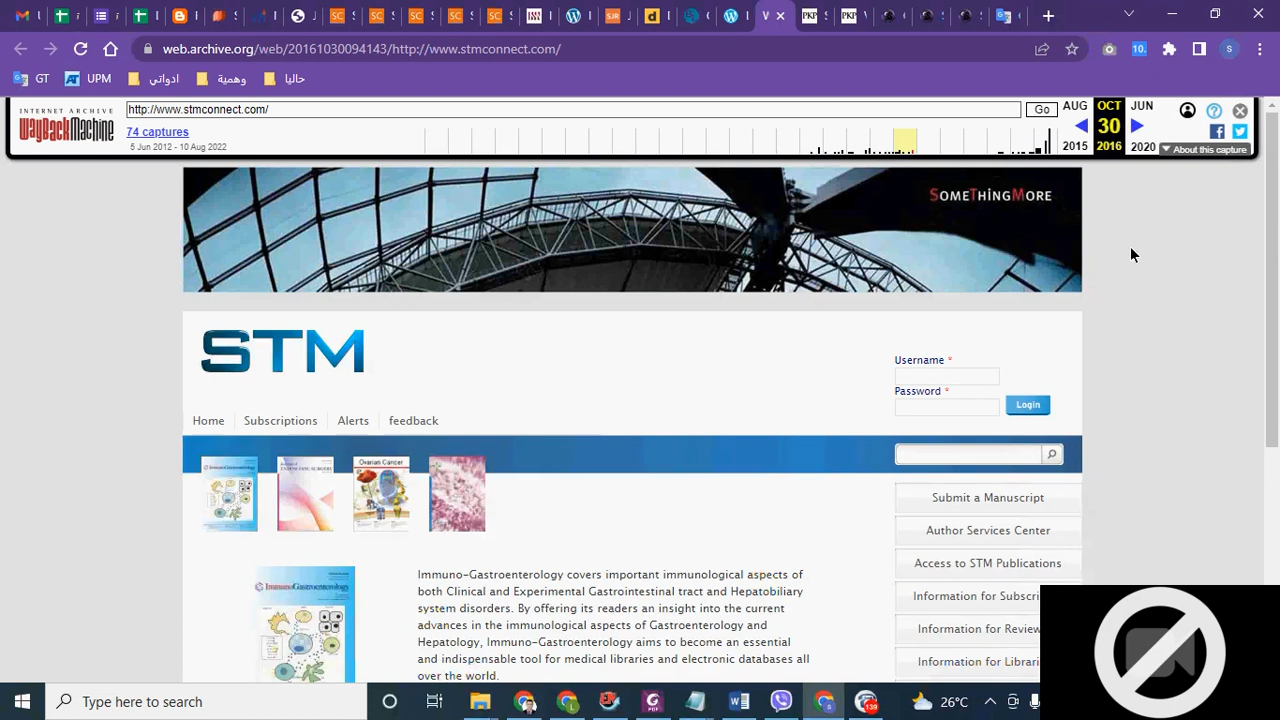 web.archive.org/web/20161030094143/http://www.stmconnect.com/
GT
UPM
ادواتي
وهمية
حاليا
INTERNET ARCHIVE
WayBackMachine
http://www.stmconnect.com/
Go
74 captures
5 Jun 2012 - 10 Aug 2022
AUG
OCT
JUN
30
2015
2016
2020
About this capture
SomeThingMore
STM
Username *
Password *
Login
Home
Subscriptions
Alerts
feedback
ImmunoGastroenterology
Ovarian Cancer
Submit a Manuscript
Author Services Center
Access to STM Publications
Information for Subscri
Information for Review
Information for Librari
ImmunoGastroenterology
Immuno-Gastroenterology covers important immunological aspects of
both Clinical and Experimental Gastrointestinal tract and Hepatobiliary
system disorders. By offering its readers an insight into the current
advances in the immunological aspects of Gastroenterology and
Hepatology, Immuno-Gastroenterology aims to become an essential
and indispensable tool for medical libraries and electronic databases all
over the world.
Type here to search
139
26°C